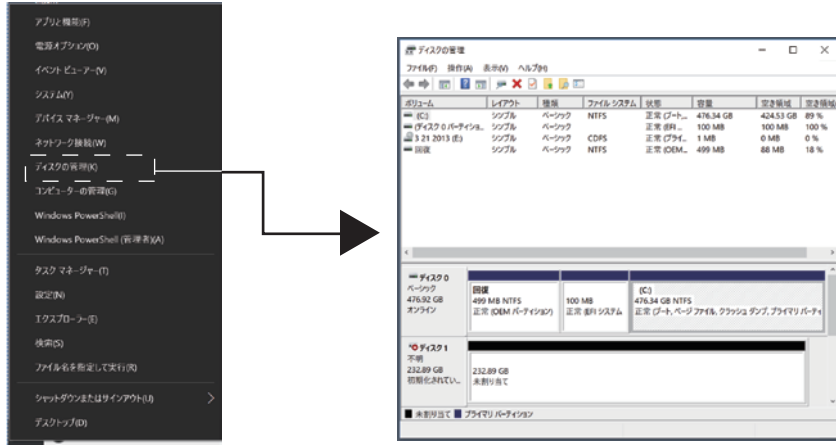 アプリと機能(F)
電源オプション(O)
イベント ビューアー(V)
システム(Y)
デバイス マネージャー(M)
ネットワーク接続(W)
ディスクの管理(K)
コンピューターの管理(G)
Windows PowerShell(I)
Windows PowerShell (管理者)(A)
タスク マネージャー(T)
設定(N)
エクスプローラー(E)
検索(S)
ファイル名を指定して実行(R)
シャットダウンまたはサインアウト(U)
デスクトップ(D)
ディスクの管理
ファイル(F) 操作(A) 表示(V) ヘルプ(H)
ボリューム レイアウト 種類 ファイル システム 状態 容量 空き領域 空き領域
(C:) シンプル ベーシック NTFS 正常 (ブート... 476.34 GB 424.53 GB 89 %
(ディスク 0 パーティショ... シンプル ベーシック 正常 (EFI ... 100 MB 100 MB 100 %
3 21 2013 (E:) シンプル ベーシック CDFS 正常 (プライ... 1 MB 0 MB 0 %
回復 シンプル ベーシック NTFS 正常 (OEM... 499 MB 88 MB 18 %
ディスク 0
ベーシック
476.92 GB
オンライン
回復
499 MB NTFS
正常 (OEM パーティション)
100 MB
正常 (EFI システム
(C:)
476.34 GB NTFS
正常 (ブート, ページ ファイル, クラッシュ ダンプ, プライマリ パーティ
ディスク 1
不明
232.89 GB
初期化されてい...
232.89 GB
未割り当て
未割り当て プライマリ パーティション